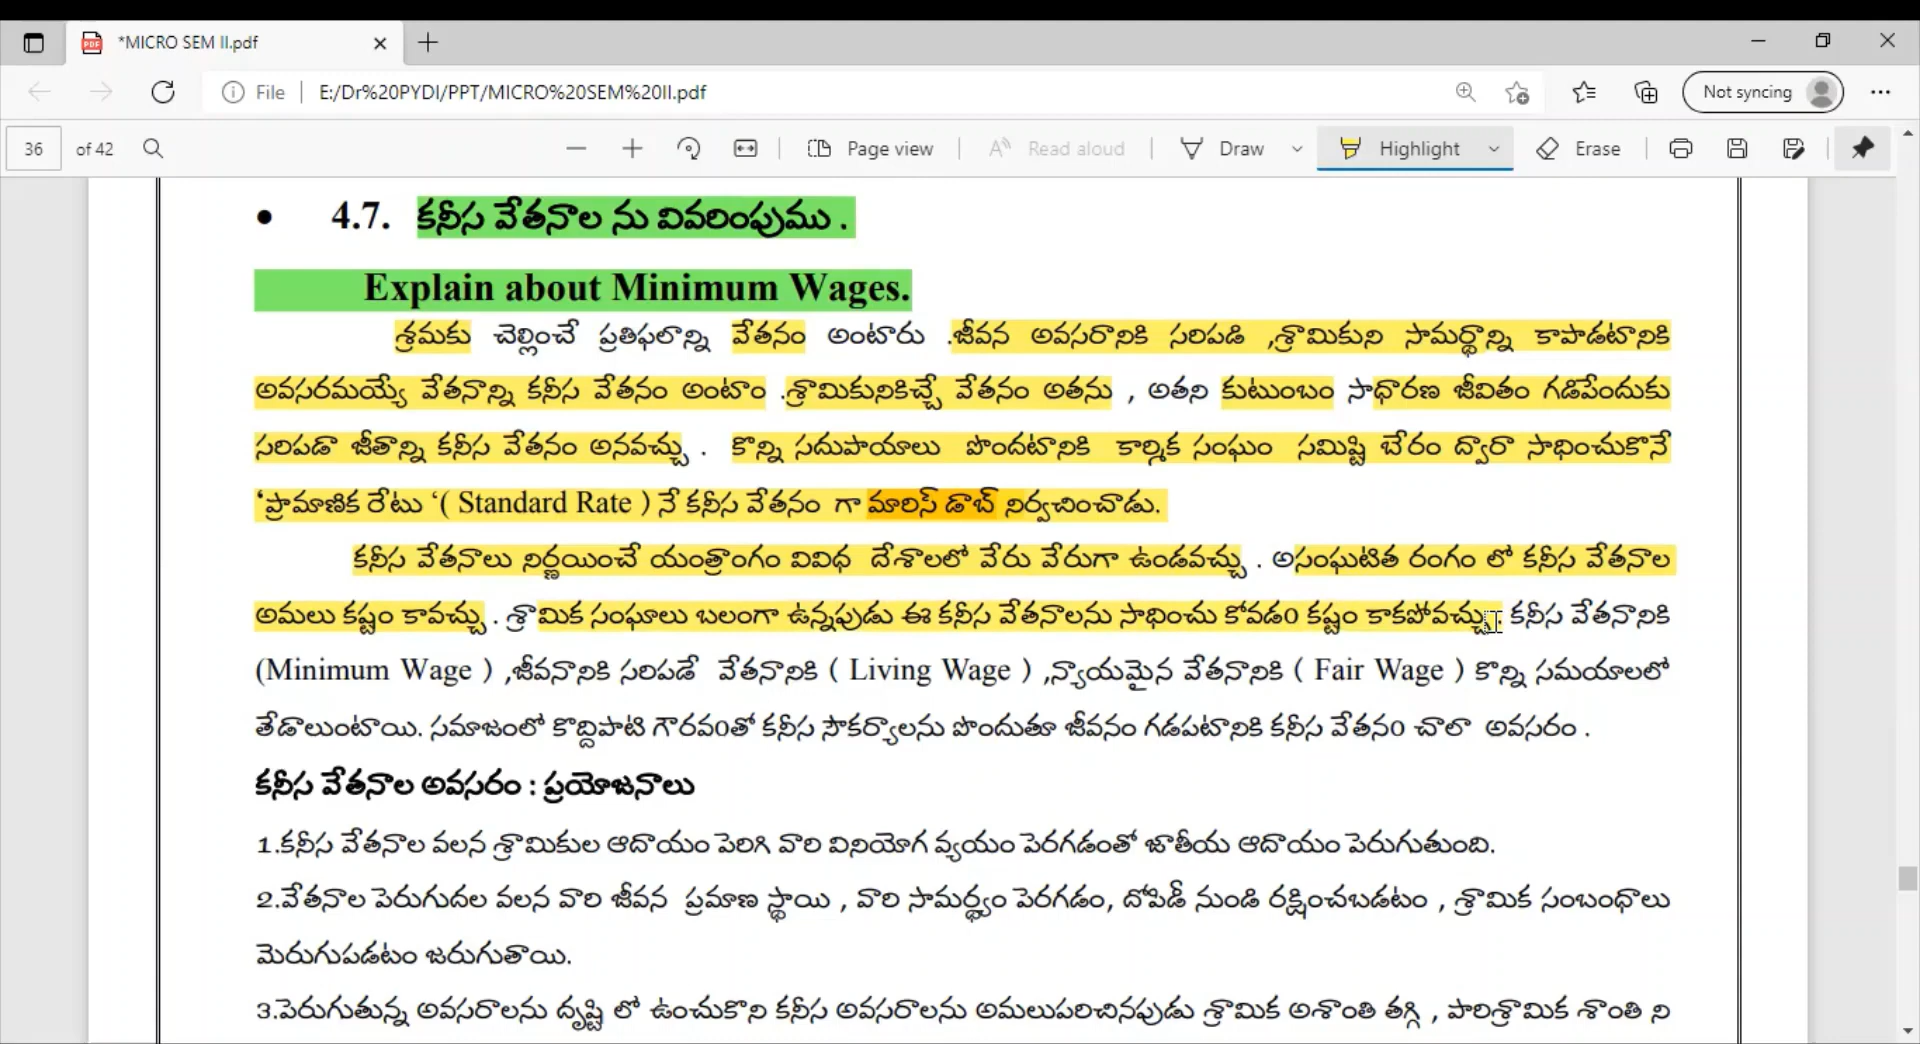 *MICRO SEM II.pdf
File E:/Dr%20PYDI/PPT/MICRO%20SEM%20II.pdf
Not syncing
36 of 42 Page view Read aloud Draw Highlight Erase
• 4.7. కనీస వేతనాల ను వివరింపుము .
Explain about Minimum Wages.
శ్రమకు చెల్లించే ప్రతిఫలాన్ని వేతనం అంటారు .జీవన అవసరానికి సరిపడి ,శ్రామికుని సామర్థాన్ని కాపాడటానికి
అవసరమయ్యే వేతనాన్ని కనీస వేతనం అంటాం .శ్రామికునికిచ్చే వేతనం అతను , అతని కుటుంబం సాధారణ జీవితం గడిపేందుకు
సరిపడా జీతాన్ని కనీస వేతనం అనవచ్చు . కొన్ని సదుపాయాలు పొందటానికి కార్మిక సంఘం సమిష్టి బేరం ద్వారా సాధించుకొనే
‘ప్రామాణిక రేటు ‘( Standard Rate ) నే కనీస వేతనం గా మారిస్ డాబ్ నిర్వచించాడు.
కనీస వేతనాలు నిర్ణయించే యంత్రాంగం వివిధ దేశాలలో వేరు వేరుగా ఉండవచ్చు . అసంఘటిత రంగం లో కనీస వేతనాల
అమలు కష్టం కావచ్చు . శ్రామిక సంఘాలు బలంగా ఉన్నపుడు ఈ కనీస వేతనాలను సాధించు కోవడం కష్టం కాకపోవచ్చు . కనీస వేతనానికి
(Minimum Wage ) ,జీవనానికి సరిపడే వేతనానికి ( Living Wage ) ,న్యాయమైన వేతనానికి ( Fair Wage ) కొన్ని సమయాలలో
తేడాలుంటాయి. సమాజంలో కొద్దిపాటి గౌరవ0తో కనీస సౌకర్యాలను పొందుతూ జీవనం గడపటానికి కనీస వేతన0 చాలా అవసరం .
కనీస వేతనాల అవసరం : ప్రయోజనాలు
1.కనీస వేతనాల వలన శ్రామికుల ఆదాయం పెరిగి వారి వినియోగ వ్యయం పెరగడంతో జాతీయ ఆదాయం పెరుగుతుంది.
2.వేతనాల పెరుగుదల వలన వారి జీవన ప్రమాణ స్థాయి , వారి సామర్థ్యం పెరగడం, దోపిడీ నుండి రక్షించబడటం , శ్రామిక సంబంధాలు
మెరుగుపడటం జరుగుతాయి.
3.పెరుగుతున్న అవసరాలను దృష్టి లో ఉంచుకొని కనీస అవసరాలను అమలుపరిచినపుడు శ్రామిక అశాంతి తగ్గి , పారిశ్రామిక శాంతి ని